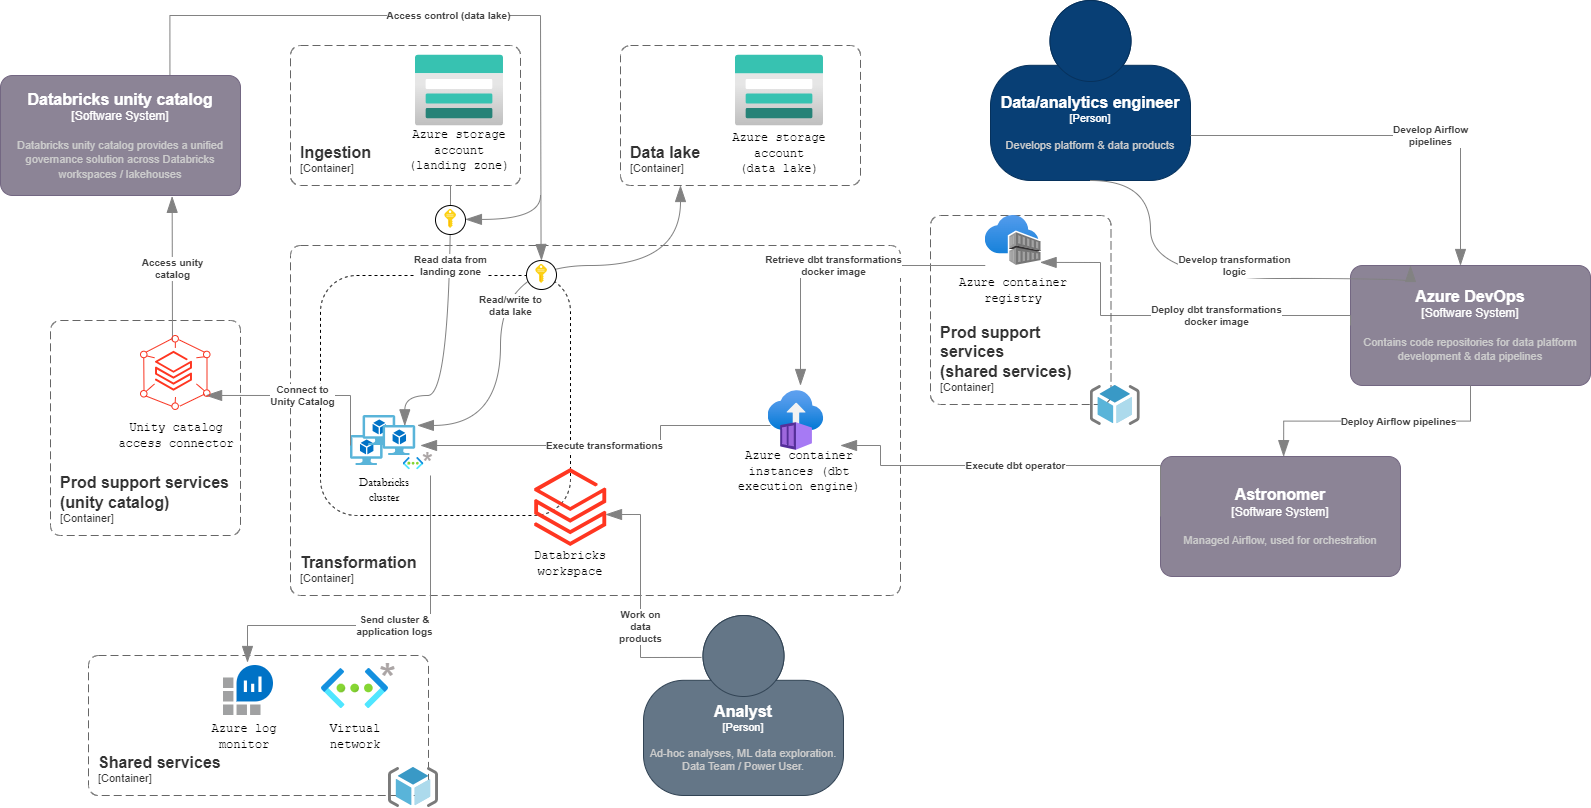 Access control (data lake)
Databricks unity catalog
[Software System]
Databricks unity catalog provides a unified
governance solution across Databricks
workspaces / lakehouses
Azure storage
account
(landing zone)
Ingestion
[Container]
Azure storage
account
(data lake)
Data lake
[Container]
Data/analytics engineer
[Person]
Develops platform & data products
Develop Airflow
pipelines
Access unity
catalog
Read data from
landing zone
Read/write to
data lake
Retrieve dbt transformations
docker image
Azure container
registry
Prod support
services
(shared services)
[Container]
Develop transformation
logic
Deploy dbt transformations
docker image
Azure DevOps
[Software System]
Contains code repositories for data platform
development & data pipelines
Connect to
Unity Catalog
Unity catalog
access connector
Prod support services
(unity catalog)
[Container]
Databricks
cluster
Execute transformations
Azure container
instances (dbt
execution engine)
Execute dbt operator
Deploy Airflow pipelines
Astronomer
[Software System]
Managed Airflow, used for orchestration
Databricks
workspace
Transformation
[Container]
Send cluster &
application logs
Work on
data
products
Azure log
monitor
Virtual
network
Shared services
[Container]
Analyst
[Person]
Ad-hoc analyses, ML data exploration.
Data Team / Power User.